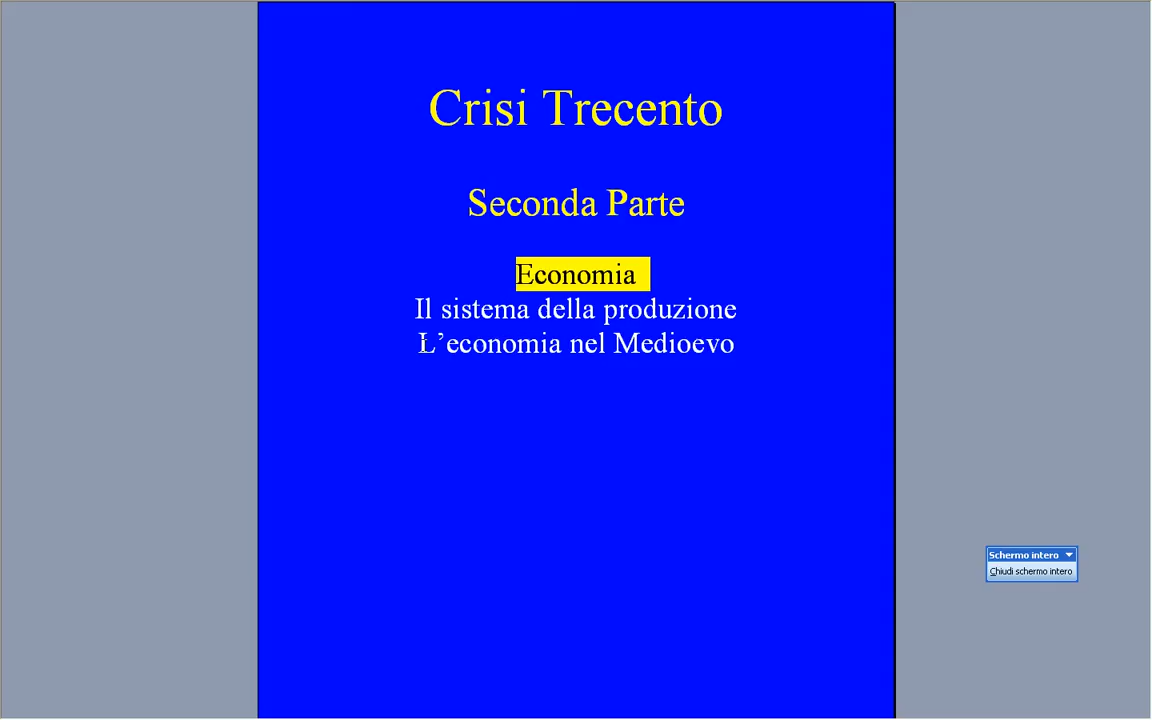 Crisi Trecento
Seconda Parte
Economia
Il sistema della produzione
L’economia nel Medioevo
Schermo intero
Chiudi schermo intero